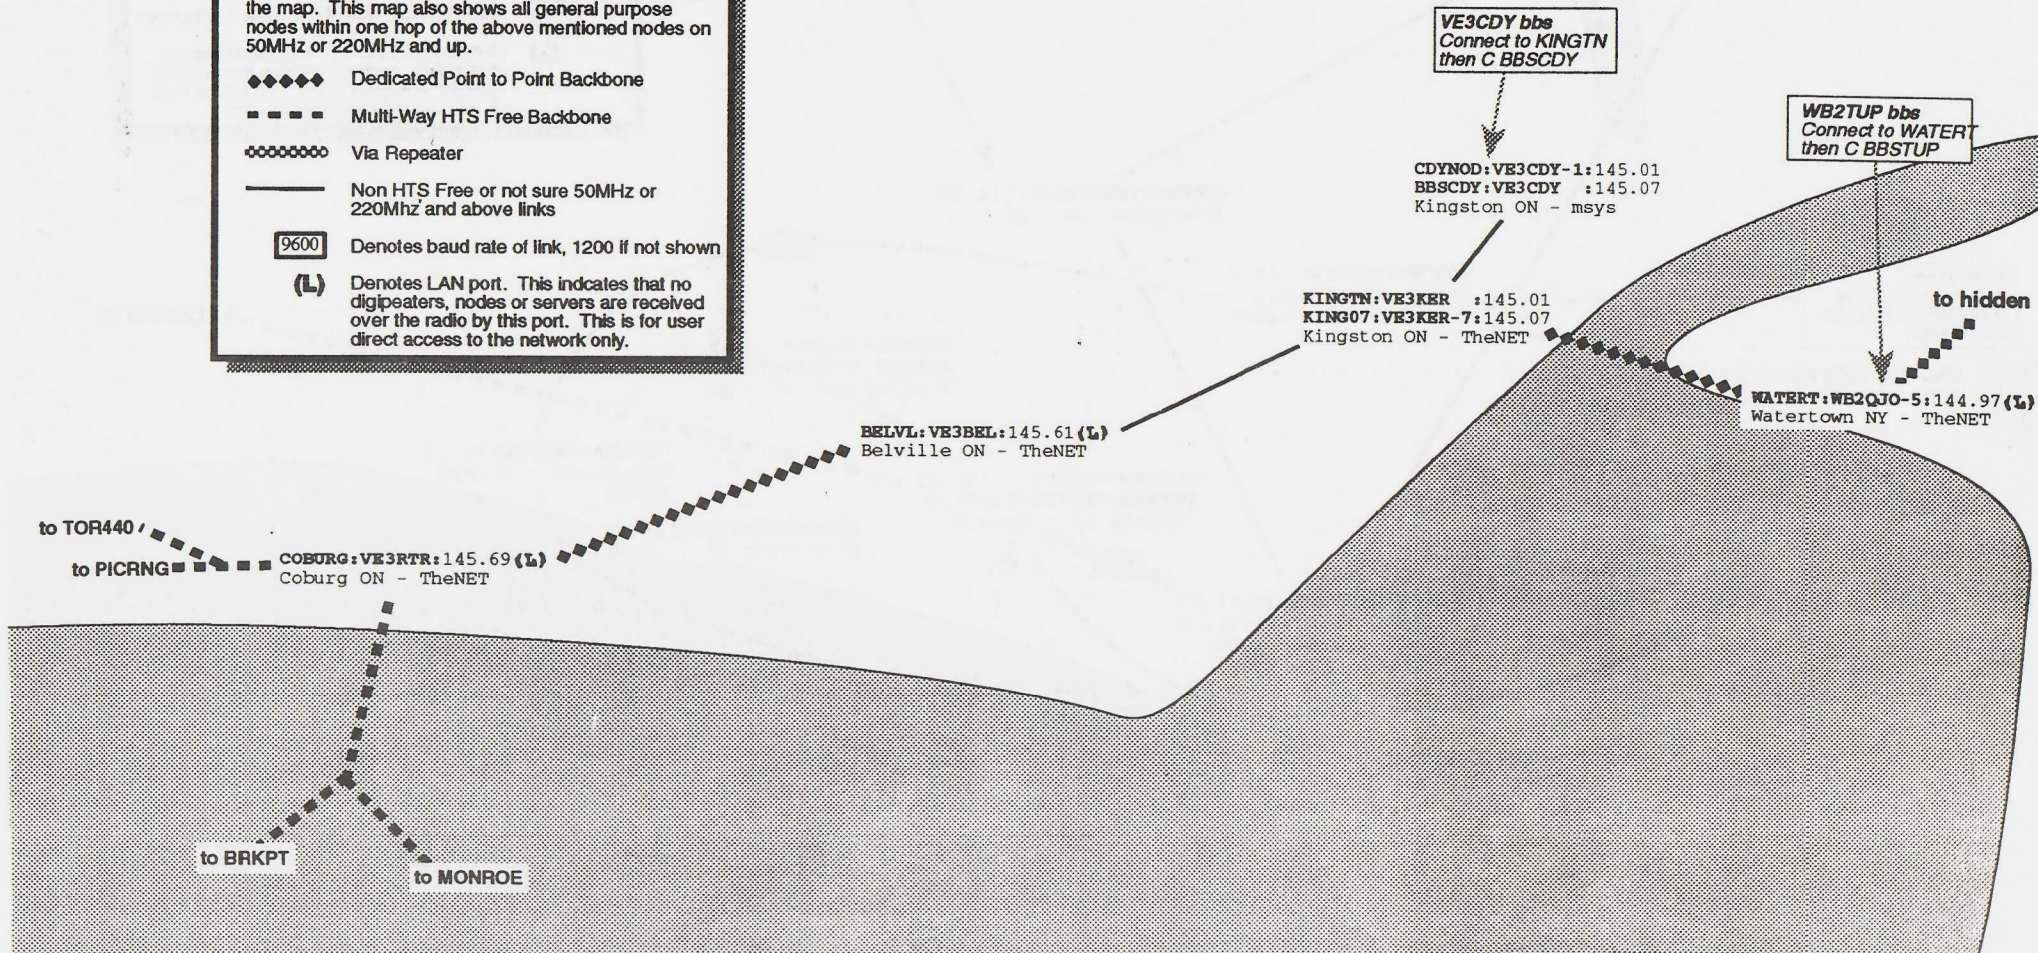 the map. This map also shows all general purpose
nodes within one hop of the above mentioned nodes on
50MHz or 220MHz and up.
Dedicated Point to Point Backbone
Multi-Way HTS Free Backbone
Via Repeater
Non HTS Free or not sure 50MHz or
220Mhz and above links
9600 Denotes baud rate of link, 1200 if not shown
(L) Denotes LAN port. This indcates that no
digipeaters, nodes or servers are received
over the radio by this port. This is for user
direct access to the network only.
VE3CDY bbs
Connect to KINGTN
then C BBSCDY
WB2TUP bbs
Connect to WATERT
then C BBSTUP
CDYNOD:VE3CDY-1:145.01
BBSCDY:VE3CDY :145.07
Kingston ON - msys
KINGTN:VE3KER :145.01
KING07:VE3KER-7:145.07
Kingston ON - TheNET
to hidden
WATERT:WB2QJO-5:144.97(L)
Watertown NY - TheNET
BELVL:VE3BEL:145.61(L)
Belville ON - TheNET
to TOR440
to PICRNG
COBURG:VE3RTR:145.69(L)
Coburg ON - TheNET
to BRKPT
to MONROE